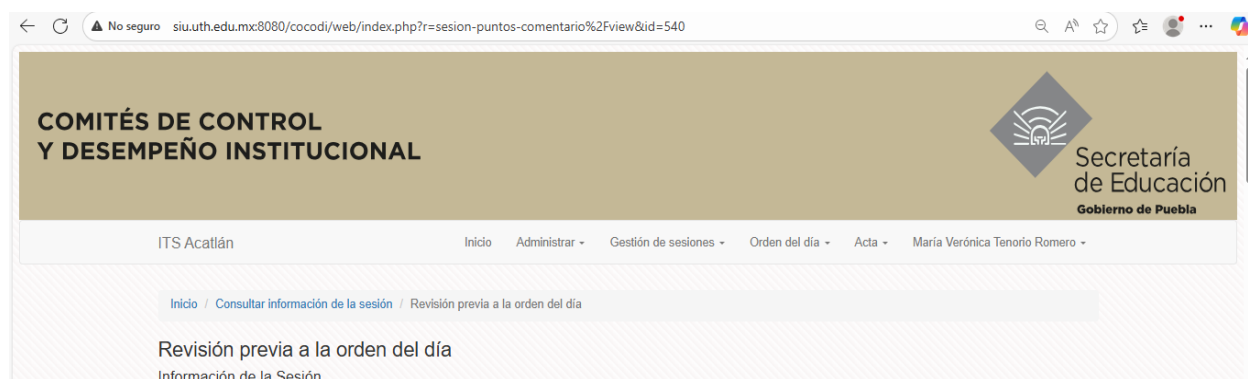 No seguro siu.uth.edu.mx:8080/cocodi/web/index.php?r=sesion-puntos-comentario%2Fview&id=540
COMITÉS DE CONTROL
Y DESEMPEÑO INSTITUCIONAL
Secretaría
de Educación
Gobierno de Puebla
ITS Acatlán Inicio Administrar Gestión de sesiones Orden del día Acta María Verónica Tenorio Romero
Inicio / Consultar información de la sesión / Revisión previa a la orden del día
Revisión previa a la orden del día
Información de la Sesión